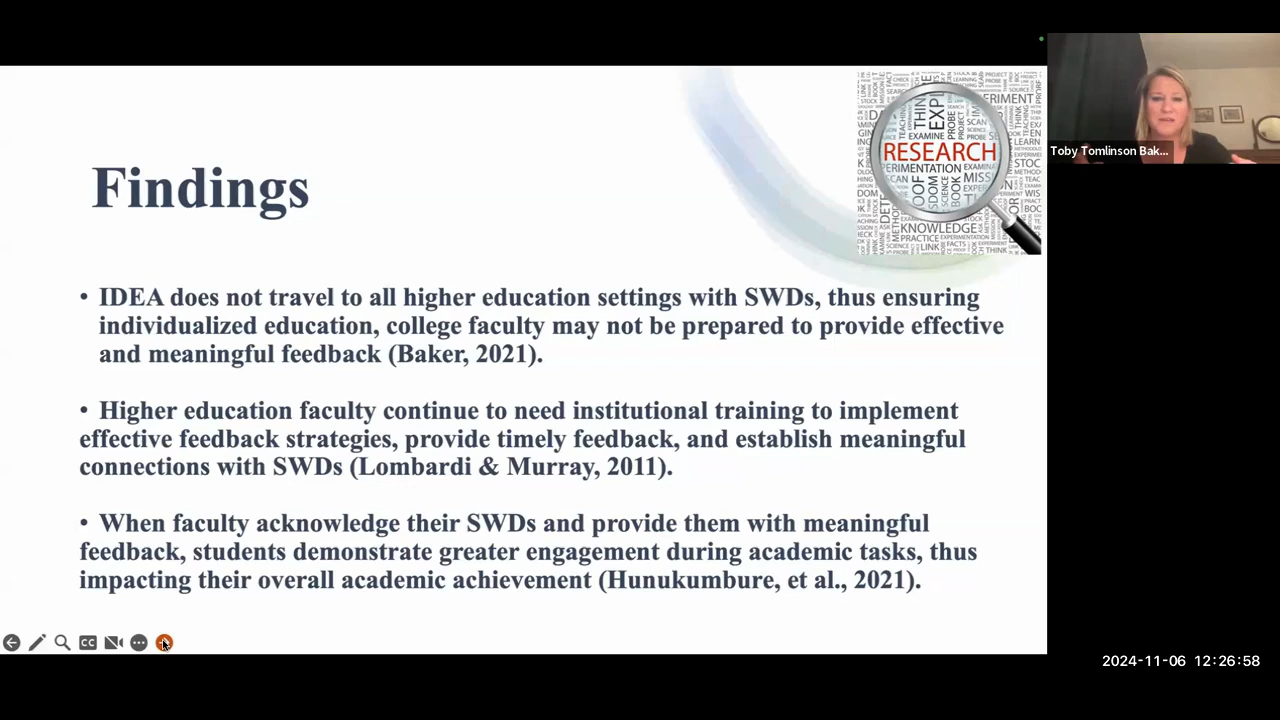 Findings
RESEARCH
• IDEA does not travel to all higher education settings with SWDs, thus ensuring
individualized education, college faculty may not be prepared to provide effective
and meaningful feedback (Baker, 2021).
• Higher education faculty continue to need institutional training to implement
effective feedback strategies, provide timely feedback, and establish meaningful
connections with SWDs (Lombardi & Murray, 2011).
• When faculty acknowledge their SWDs and provide them with meaningful
feedback, students demonstrate greater engagement during academic tasks, thus
impacting their overall academic achievement (Hunukumbure, et al., 2021).
CC
Toby Tomlinson Bak...
2024-11-06 12:26:58